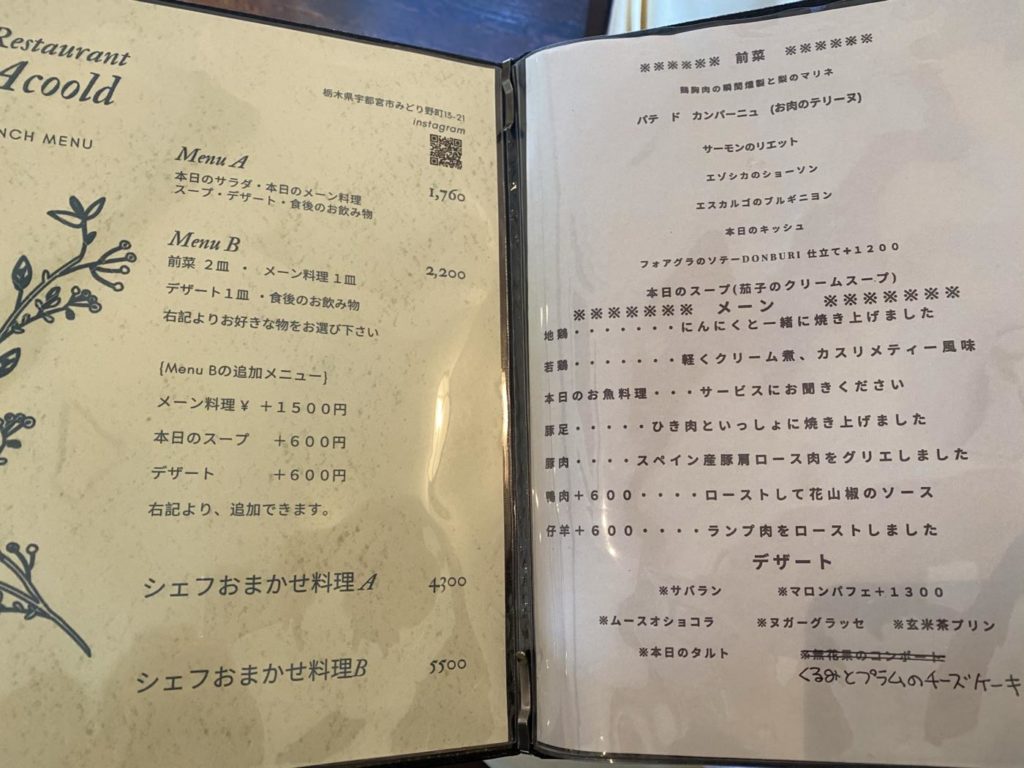 Restaurant
Acoold
NCH MENU
栃木県宇都宮市みどり野町13-21
instagram
Menu A
本日のサラダ・本日のメーン料理
スープ・デザート・食後のお飲み物
1,760
Menu B
前菜 2皿 ・ メーン料理1皿
2,200
デザート1皿・食後のお飲み物
右記よりお好きな物をお選び下さい
{Menu Bの追加メニュー}
メーン料理¥ +1500円
本日のスープ +600円
デザート +600円
右記より、追加できます。
シェフおまかせ料理A 4300
シェフおまかせ料理B 5500
※※※※※※ 前菜 ※※※※※※
鶏胸肉の瞬間燻製と梨のマリネ
パテ ド カンパーニュ (お肉のテリーヌ)
サーモンのリエット
エゾシカのショーソン
エスカルゴのブルギニヨン
本日のキッシュ
フォアグラのソテーDONBURI 仕立て+1200
本日のスープ(茄子のクリームスープ)
※※※※※※※ メーン ※※※※※※※
地鶏・・・・・・・にんにくと一緒に焼き上げました
若鶏・・・・・・・軽くクリーム煮、カスリメティー風味
本日のお魚料理・・・サービスにお聞きください
豚足・・・・・ひき肉といっしょに焼き上げました
豚肉・・・・スペイン産豚肩ロース肉をグリエしました
鴨肉+600・・・・ローストして花山椒のソース
仔羊+600・・・・ランプ肉をローストしました
デザート
※サバラン ※マロンパフェ+1300
※ムースオショコラ ※ヌガーグラッセ ※玄米茶プリン
※本日のタルト ※無花果のコンポート
くるみとプラムのチーズケーキ